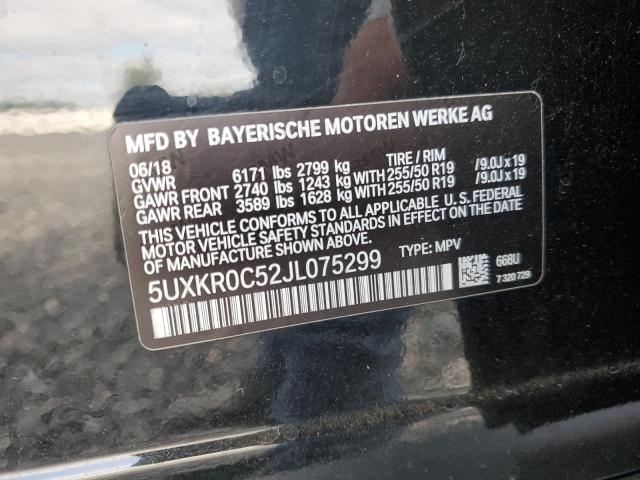 MFD BY BAYERISCHE MOTOREN WERKE AG
06/18 TIRE / RIM
GVWR 6171 lbs 2799 kg
GAWR FRONT 2740 lbs 1243 kg WITH 255/50 R19 /9.0J x 19
GAWR REAR 3589 lbs 1628 kg WITH 255/50 R19 /9.0J x 19
THIS VEHICLE CONFORMS TO ALL APPLICABLE U.S. FEDERAL
MOTOR VEHICLE SAFETY STANDARDS IN EFFECT ON THE DATE
OF MANUFACTURE SHOWN ABOVE.
5UXKR0C52JL075299 TYPE: MPV
668U
7 320 729